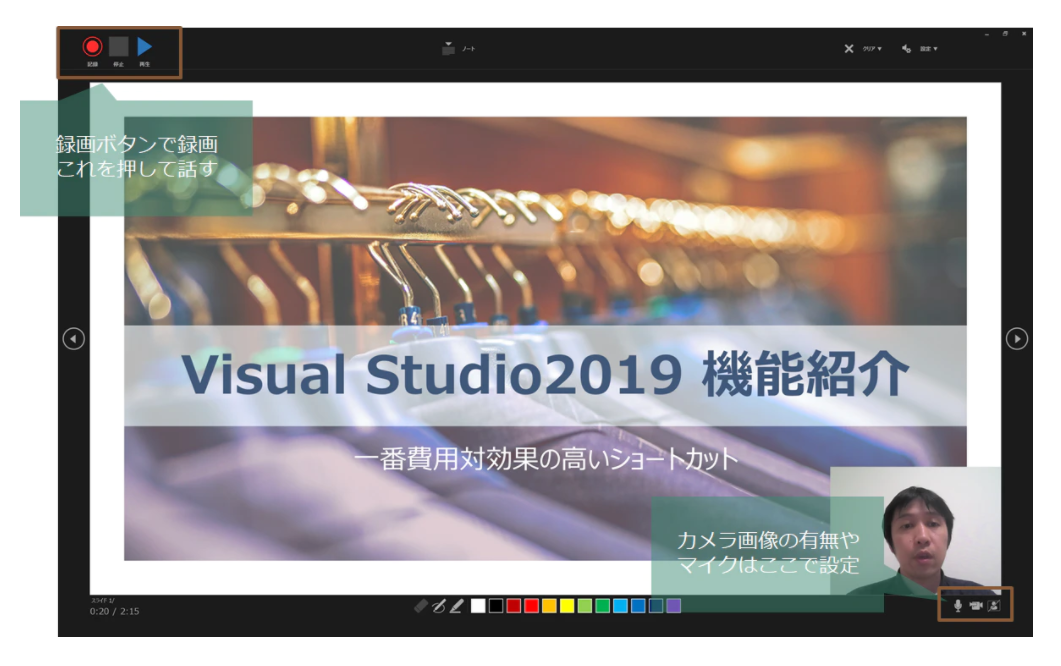 記録 停止 再生
ノート
クリア ▾ 設定 ▾
録画ボタンで録画
これを押して話す
Visual Studio2019 機能紹介
一番費用対効果の高いショートカット
カメラ画像の有無や
マイクはここで設定
スライド 1/
0:20 / 2:15